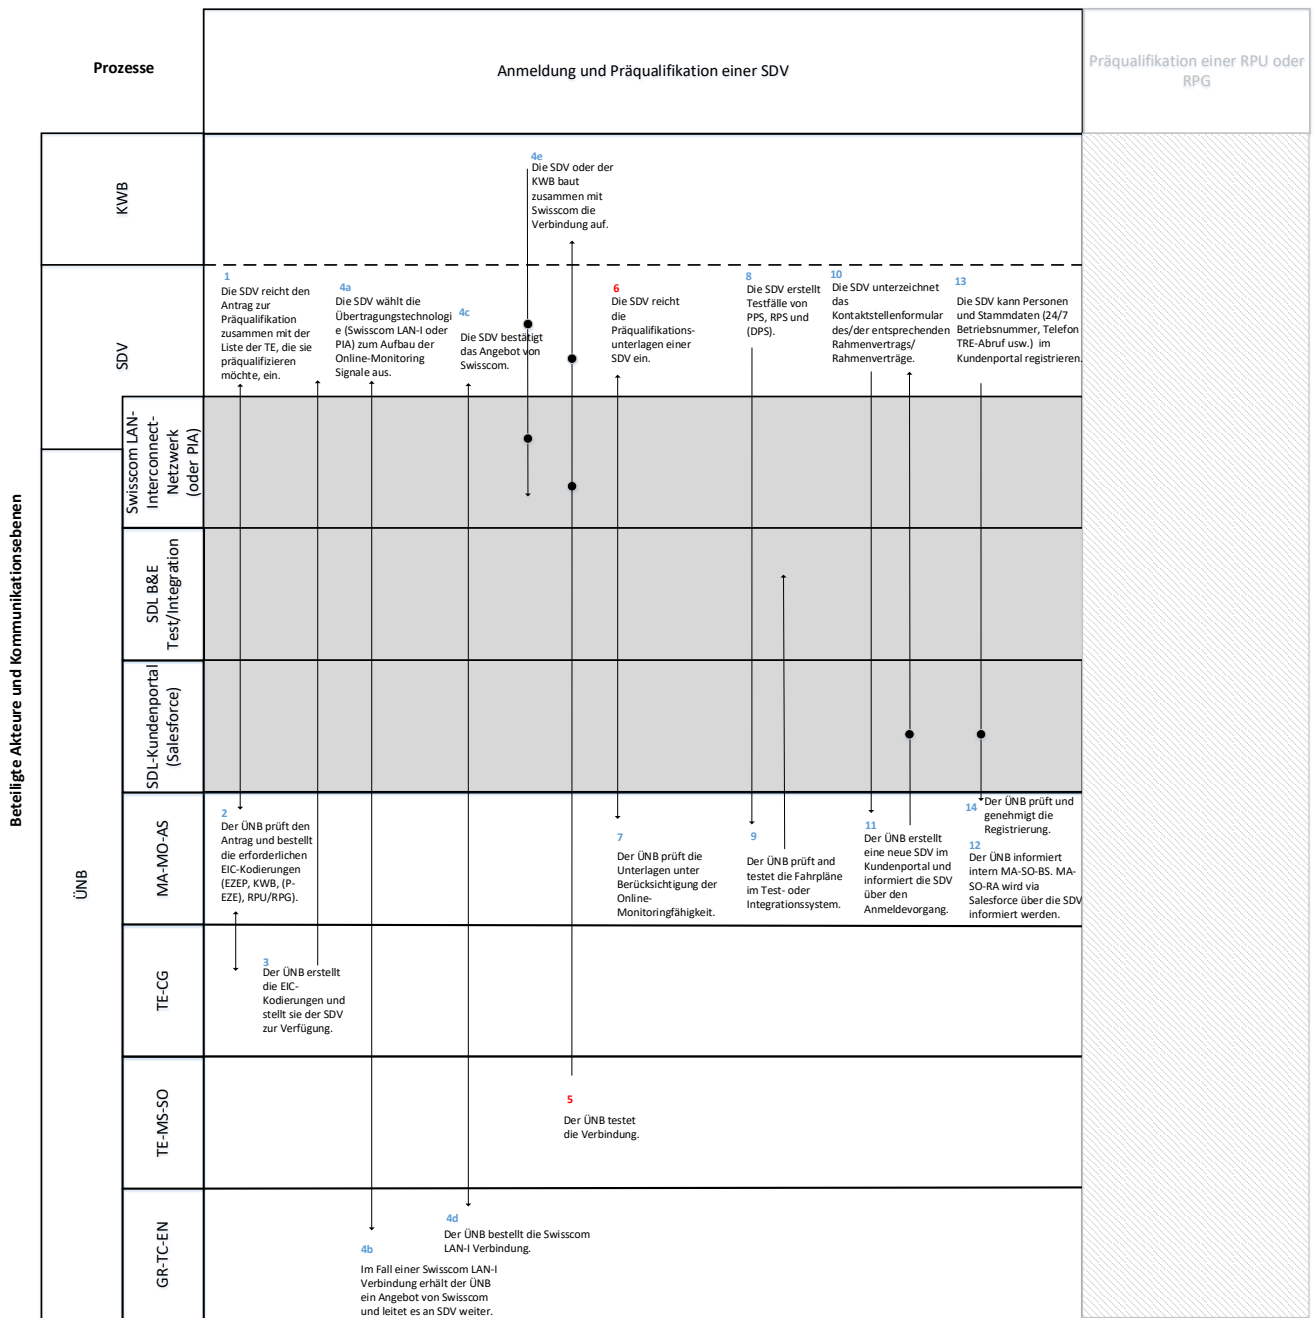 Prozesse
Anmeldung und Präqualifikation einer SDV
Präqualifikation einer RPU oder
RPG
Beteiligte Akteure und Kommunikationsebenen
KWB
4e
Die SDV oder der
KWB baut
zusammen mit
Swisscom die
Verbindung auf.
SDV
1
Die SDV reicht den
Antrag zur
Präqualifikation
zusammen mit der
Liste der TE, die sie
präqualifizieren
möchte, ein.
4a
Die SDV wählt die
Übertragungstechnologi
e (Swisscom LAN-I oder
PIA) zum Aufbau der
Online-Monitoring
Signale aus.
4c
Die SDV bestätigt
das Angebot von
Swisscom.
6
Die SDV reicht
die
Präqualifikations-
unterlagen einer
SDV ein.
8
Die SDV erstellt
Testfälle von
PPS, RPS und
(DPS).
10
Die SDV unterzeichnet
das
Kontaktstellenformular
des/der entsprechenden
Rahmenvertrags/
Rahmenverträge.
13
Die SDV kann Personen
und Stammdaten (24/7
Betriebsnummer, Telefon
TRE-Abruf usw.) im
Kundenportal registrieren.
ÜNB
Swisscom LAN-
Interconnect-
Netzwerk
(oder PIA)
SDL B&E
Test/Integration
SDL-Kundenportal
(Salesforce)
MA-MO-AS
2
Der ÜNB prüft den
Antrag und bestellt
die erforderlichen
EIC-Kodierungen
(EZEP, KWB, (P-
EZE), RPU/RPG).
7
Der ÜNB prüft die
Unterlagen unter
Berücksichtigung der
Online-
Monitoringfähigkeit.
9
Der ÜNB prüft and
testet die Fahrpläne
im Test- oder
Integrationssystem.
11
Der ÜNB erstellt
eine neue SDV im
Kundenportal und
informiert die SDV
über den
Anmeldevorgang.
14
Der ÜNB prüft und
genehmigt die
Registrierung.
12
Der ÜNB informiert
intern MA-SO-BS. MA-
SO-RA wird via
Salesforce über die SDV
informiert werden.
TE-CG
3
Der ÜNB erstellt
die EIC-
Kodierungen und
stellt sie der SDV
zur Verfügung.
TE-MS-SO
5
Der ÜNB testet
die Verbindung.
GR-TC-EN
4b
Im Fall einer Swisscom LAN-I
Verbindung erhält der ÜNB
ein Angebot von Swisscom
und leitet es an SDV weiter.
4d
Der ÜNB bestellt die Swisscom
LAN-I Verbindung.